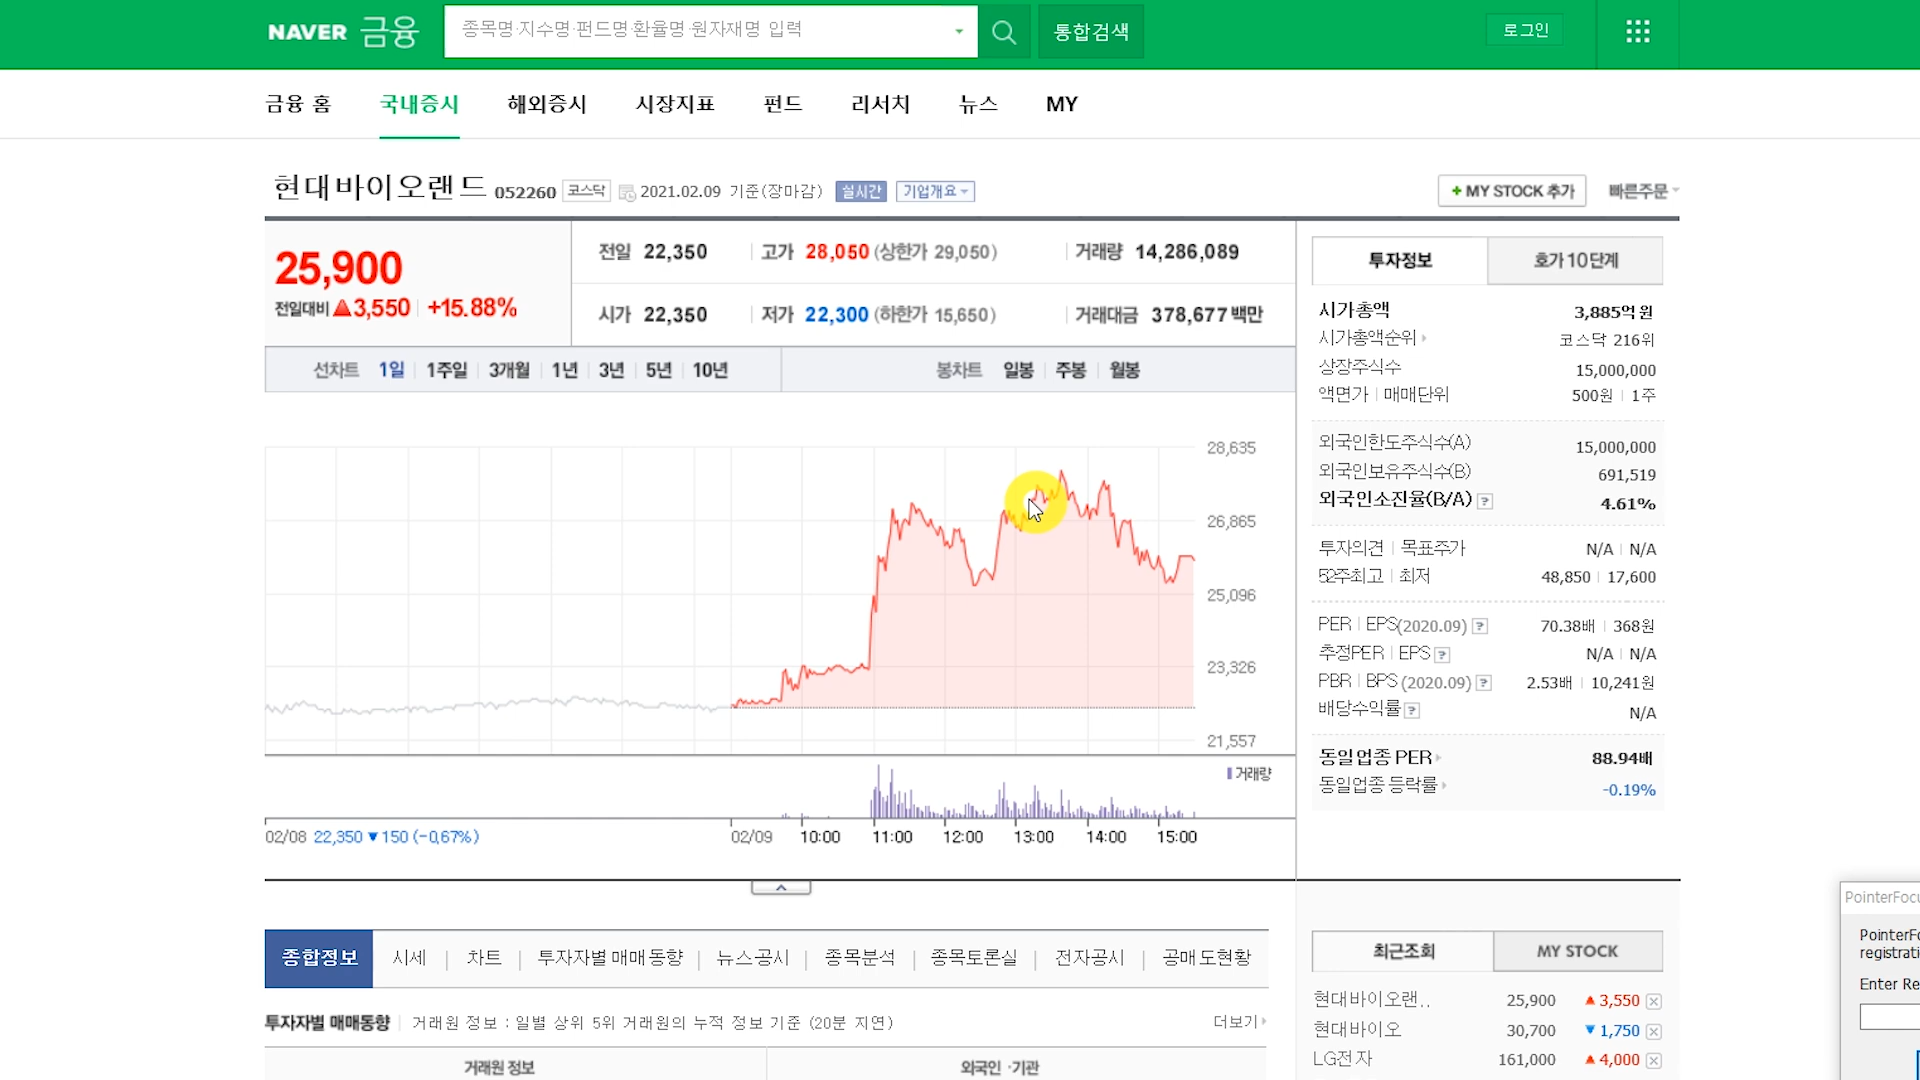 NAVER 금융
종목명·지수명·펀드명·환율명·원자재명 입력
통합검색
로그인
금융 홈 국내증시 해외증시 시장지표 펀드 리서치 뉴스 MY
현대바이오랜드 052260 코스닥 2021.02.09 기준(장마감) 실시간 기업개요
+ MY STOCK 추가 빠른주문
25,900
전일대비 ▲3,550 +15.88%
전일 22,350 고가 28,050 (상한가 29,050) 거래량 14,286,089
시가 22,350 저가 22,300 (하한가 15,650) 거래대금 378,677백만
선차트 1일 1주일 3개월 1년 3년 5년 10년
봉차트 일봉 주봉 월봉
28,635
26,865
25,096
23,326
21,557
거래량
02/08 22,350 ▼150 (-0.67%)
02/09 10:00 11:00 12:00 13:00 14:00 15:00
투자정보 호가 10단계
시가총액 3,885억원
시가총액순위 코스닥 216위
상장주식수 15,000,000
액면가 매매단위 500원 1주
외국인한도주식수(A) 15,000,000
외국인보유주식수(B) 691,519
외국인소진율(B/A) ? 4.61%
투자의견 목표주가 N/A N/A
52주최고 최저 48,850 17,600
PER EPS(2020.09) ? 70.38배 368원
추정PER EPS ? N/A N/A
PBR BPS (2020.09) ? 2.53배 10,241원
배당수익률 ? N/A
동일업종 PER 88.94배
동일업종 등락률 -0.19%
종합정보 시세 차트 투자자별 매매동향 뉴스공시 종목분석 종목토론실 전자공시 공매도현황
투자자별 매매동향 거래원 정보 : 일별 상위 5위 거래원의 누적 정보 기준 (20분 지연) 더보기
거래원 정보 외국인·기관
최근조회 MY STOCK
현대바이오랜.. 25,900 ▲3,550
현대바이오 30,700 ▼1,750
LG전자 161,000 ▲4,000
PointerFocu
PointerFo
registrati
Enter Re